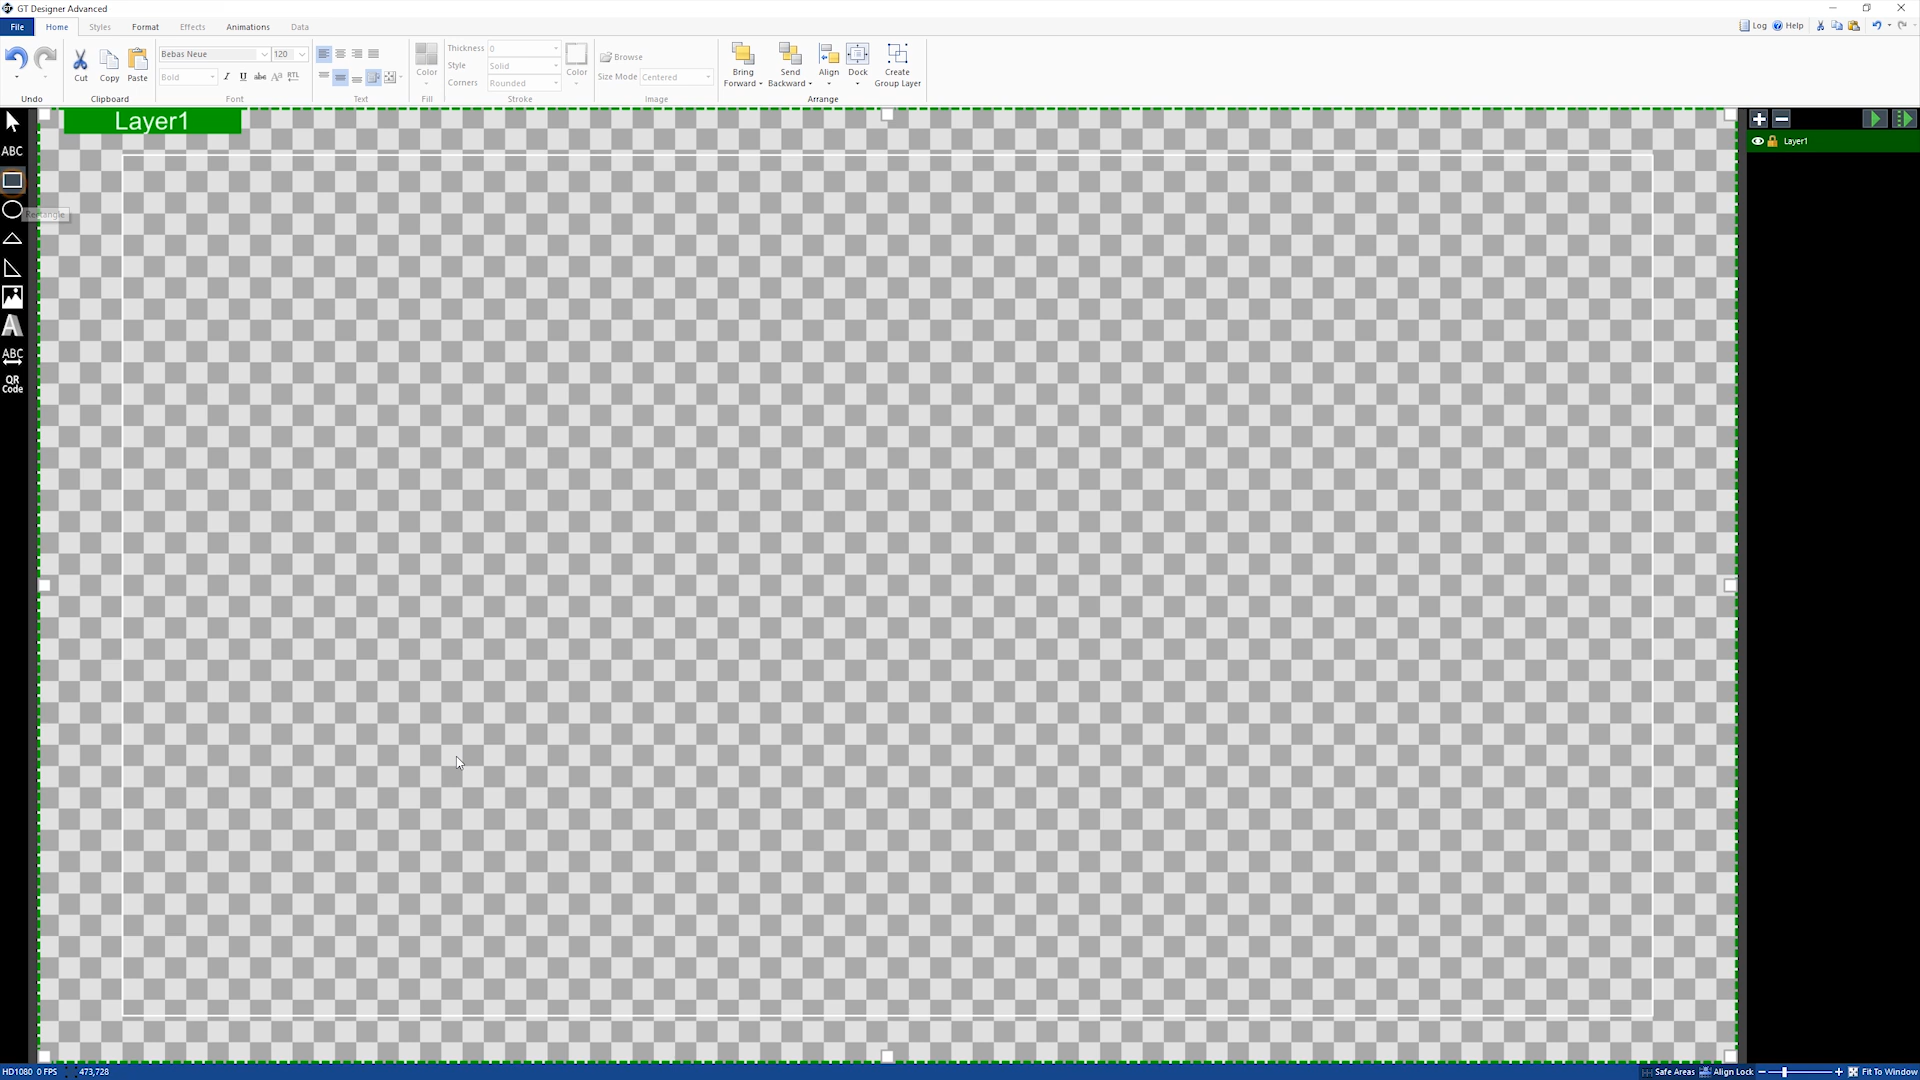 GT Designer Advanced
File Home Styles Format Effects Animations Data Log Help
Bebas Neue 120 Thickness 0 Browse
Cut Copy Paste Color Style Solid Color Bring Forward Send Backward Align Dock Create Group Layer
Bold I U abc RTL Size Mode Centered
Corners Rounded
Undo Clipboard Font Text Fill Stroke Image Arrange
Layer1
Layer1
ABC
Rectangle
A
ABC
QR Code
HD1080 0 FPS 473,728 Safe Areas Align Lock Fit To Window